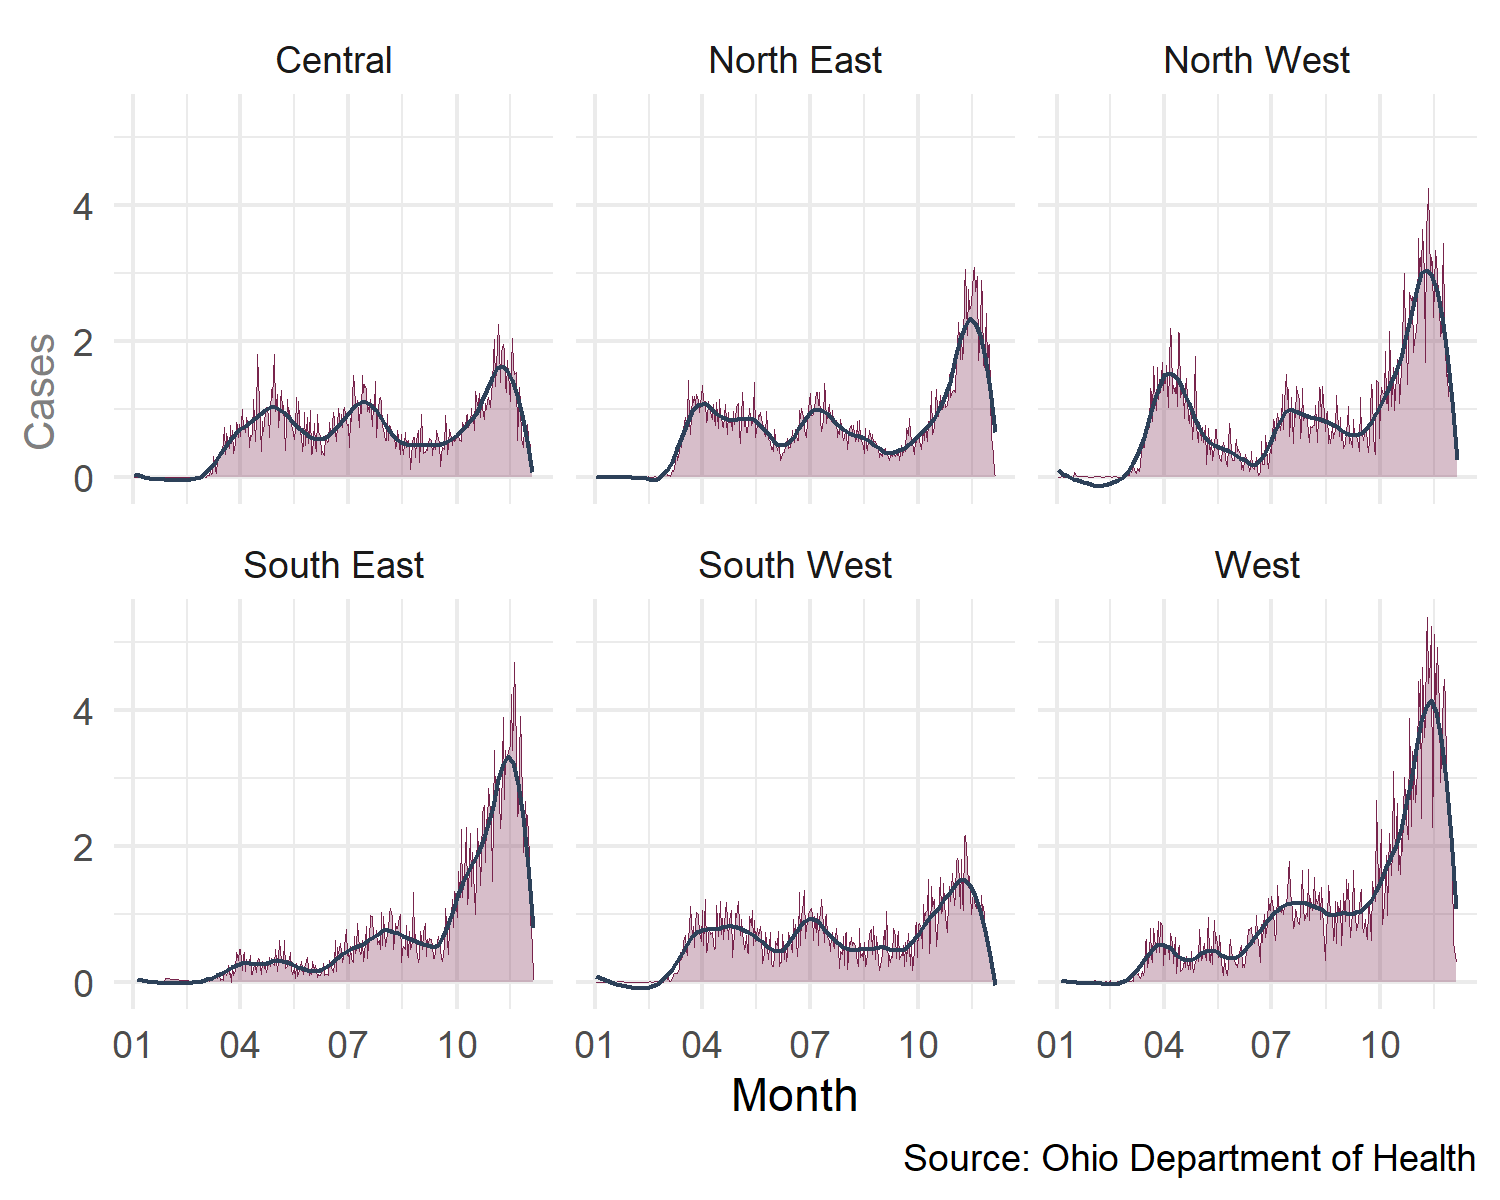 Central North East North West
4
2
0
Cases
South East South West West
4
2
0
01 04 07 10 01 04 07 10 01 04 07 10
Month
Source: Ohio Department of Health